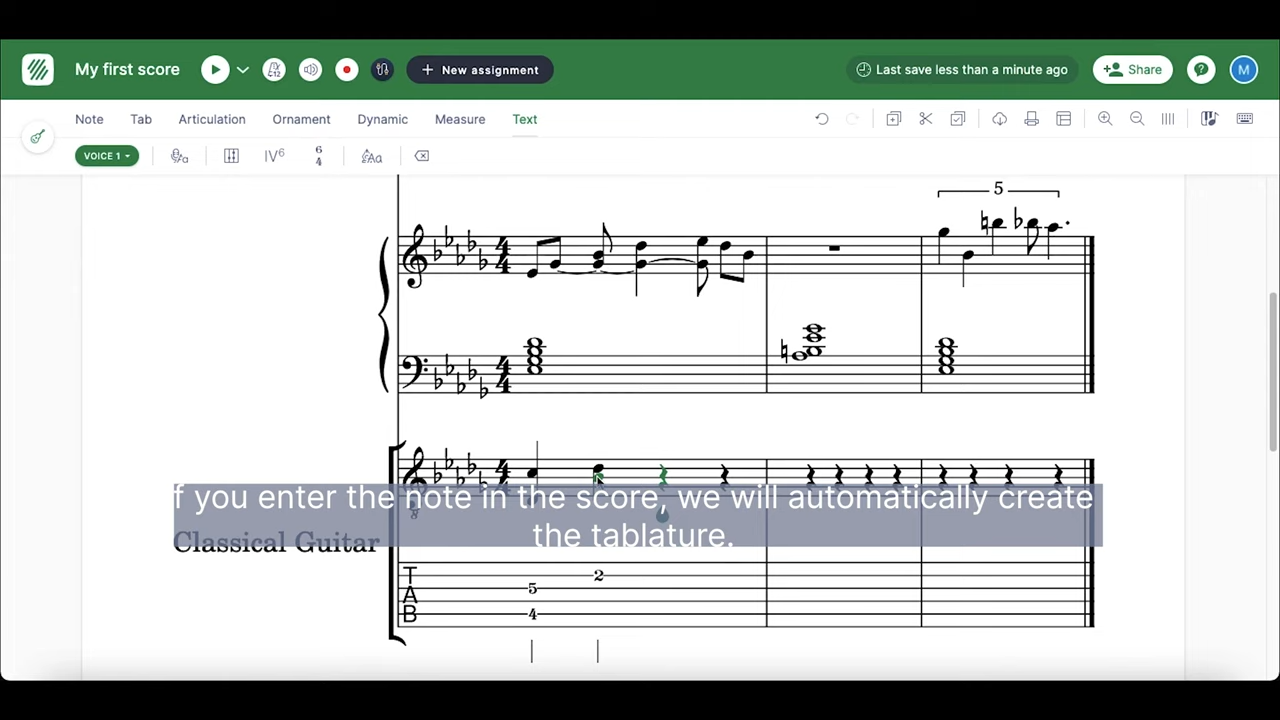 My first score
New assignment
Last save less than a minute ago
Share
M
Note Tab Articulation Ornament Dynamic Measure Text
VOICE 1
IV6
6
4
5
f you enter the note in the score, we will automatically create
the tablature.
Classical Guitar
8
T
A
B
5
4
2